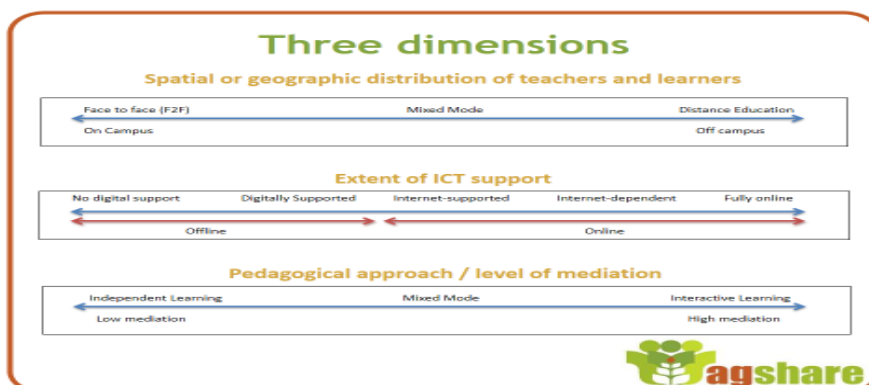 Three dimensions
Spatial or geographic distribution of teachers and learners
Face to face (F2F) Mixed Mode Distance Education
On Campus Off campus
Extent of ICT support
No digital support Digitally Supported Internet-supported Internet-dependent Fully online
Offline Online
Pedagogical approach / level of mediation
Independent Learning Mixed Mode Interactive Learning
Low mediation High mediation
agshare